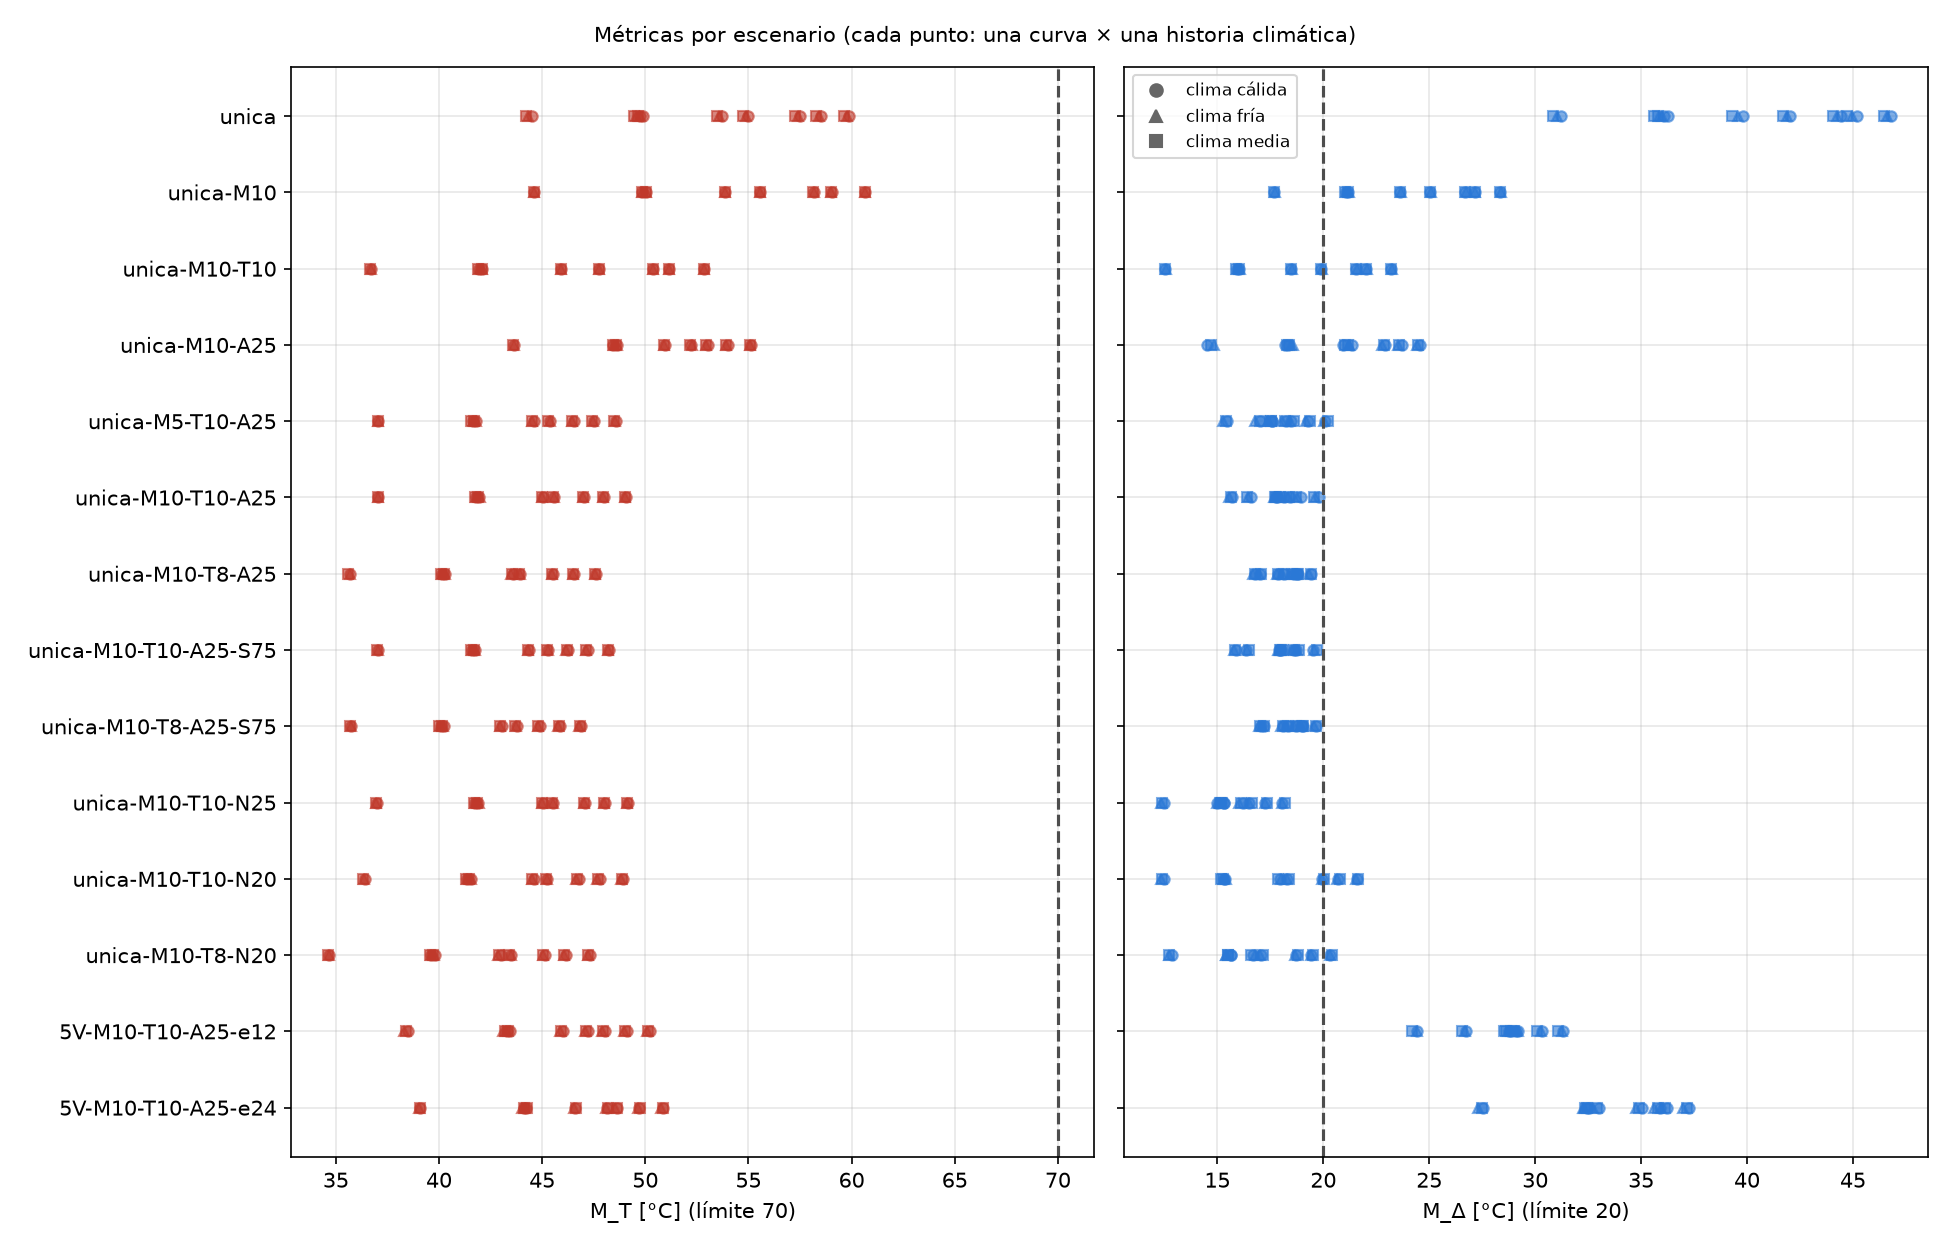 Métricas por escenario (cada punto: una curva × una historia climática)
clima cálida
clima fría
clima media
unica
unica-M10
unica-M10-T10
unica-M10-A25
unica-M5-T10-A25
unica-M10-T10-A25
unica-M10-T8-A25
unica-M10-T10-A25-S75
unica-M10-T8-A25-S75
unica-M10-T10-N25
unica-M10-T10-N20
unica-M10-T8-N20
5V-M10-T10-A25-e12
5V-M10-T10-A25-e24
35 40 45 50 55 60 65 70
15 20 25 30 35 40 45
M_T [°C] (límite 70)
M_Δ [°C] (límite 20)